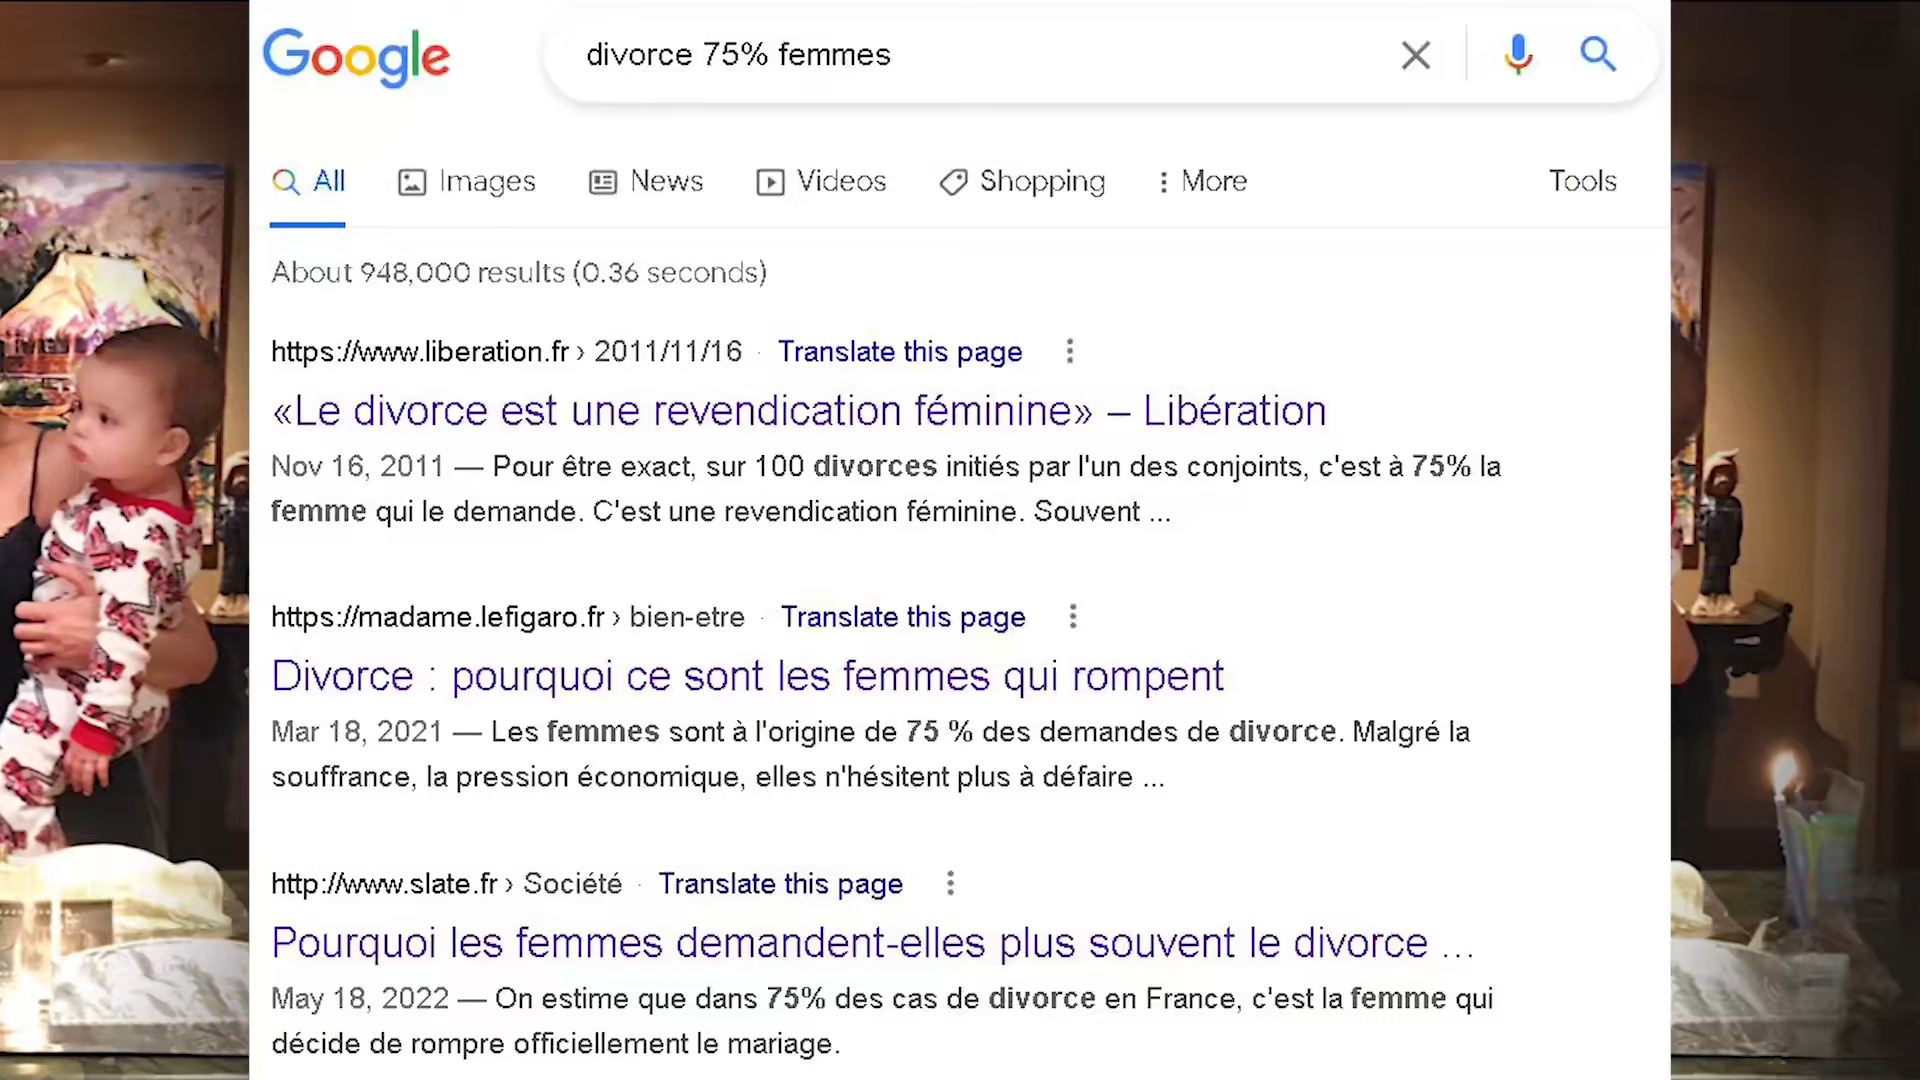 Google
divorce 75% femmes
All Images News Videos Shopping More Tools
About 948,000 results (0.36 seconds)
https://www.liberation.fr › 2011/11/16 · Translate this page
«Le divorce est une revendication féminine» – Libération
Nov 16, 2011 — Pour être exact, sur 100 divorces initiés par l'un des conjoints, c'est à 75% la
femme qui le demande. C'est une revendication féminine. Souvent ...
https://madame.lefigaro.fr › bien-etre · Translate this page
Divorce : pourquoi ce sont les femmes qui rompent
Mar 18, 2021 — Les femmes sont à l'origine de 75 % des demandes de divorce. Malgré la
souffrance, la pression économique, elles n'hésitent plus à défaire ...
http://www.slate.fr › Société · Translate this page
Pourquoi les femmes demandent-elles plus souvent le divorce ...
May 18, 2022 — On estime que dans 75% des cas de divorce en France, c'est la femme qui
décide de rompre officiellement le mariage.